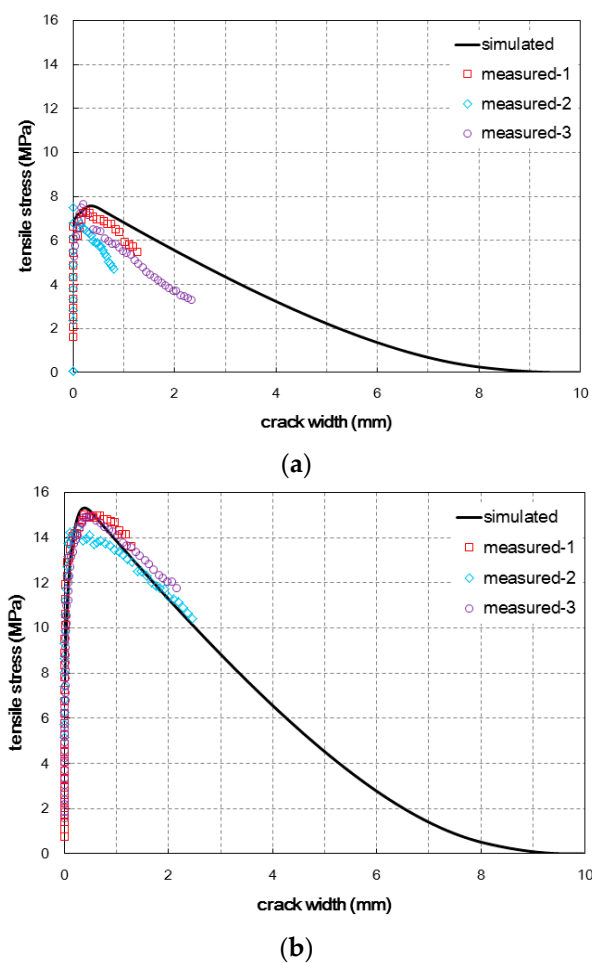 16
14
12
10
8
6
4
2
0
tensile stress (MPa)
simulated
measured-1
measured-2
measured-3
0 2 4 6 8 10
crack width (mm)
(a)
16
14
12
10
8
6
4
2
0
tensile stress (MPa)
simulated
measured-1
measured-2
measured-3
0 2 4 6 8 10
crack width (mm)
(b)